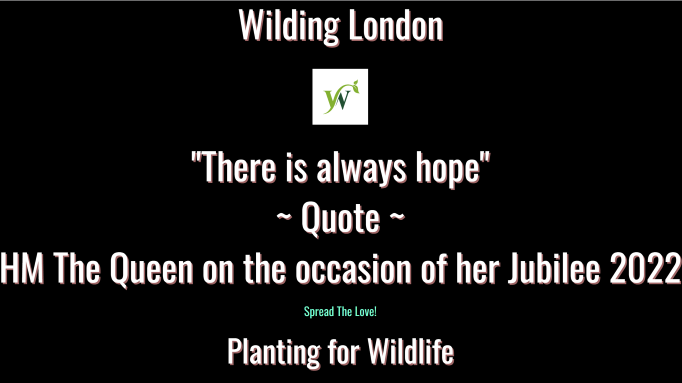 Wilding London
"There is always hope"
~ Quote ~
HM The Queen on the occasion of her Jubilee 2022
Spread The Love!
Planting for Wildlife